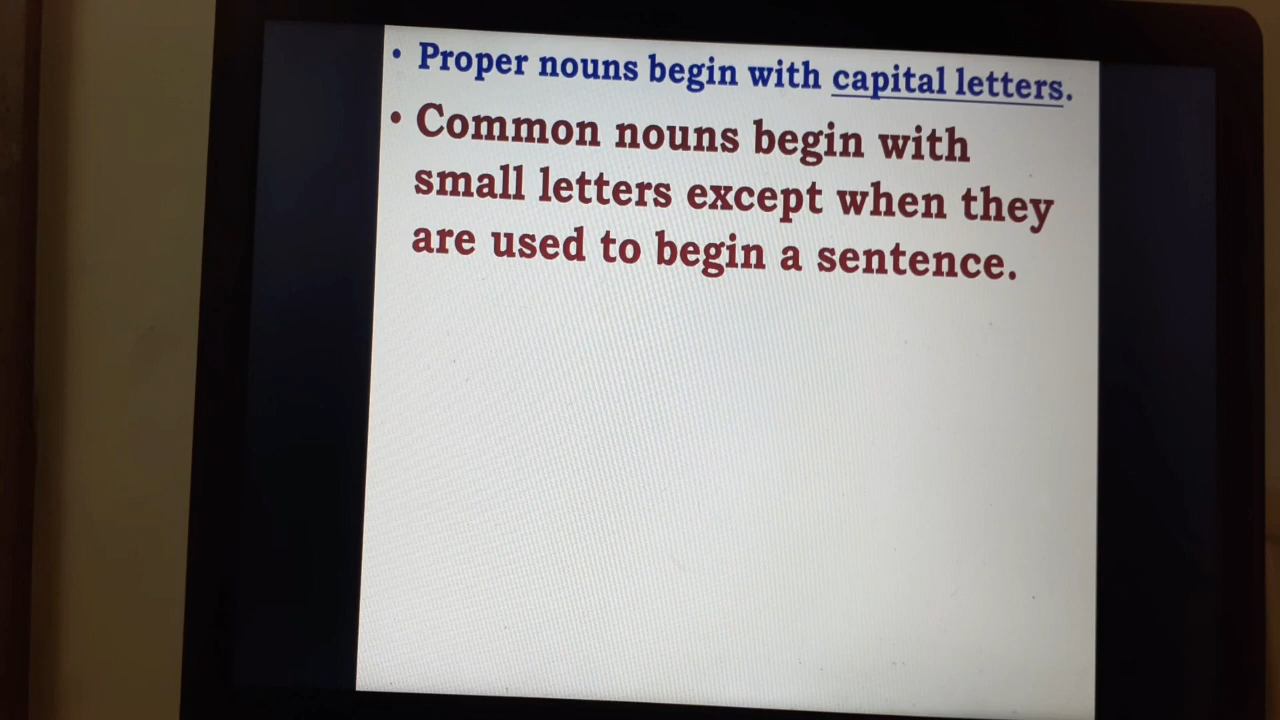 • Proper nouns begin with capital letters.
• Common nouns begin with
small letters except when they
are used to begin a sentence.